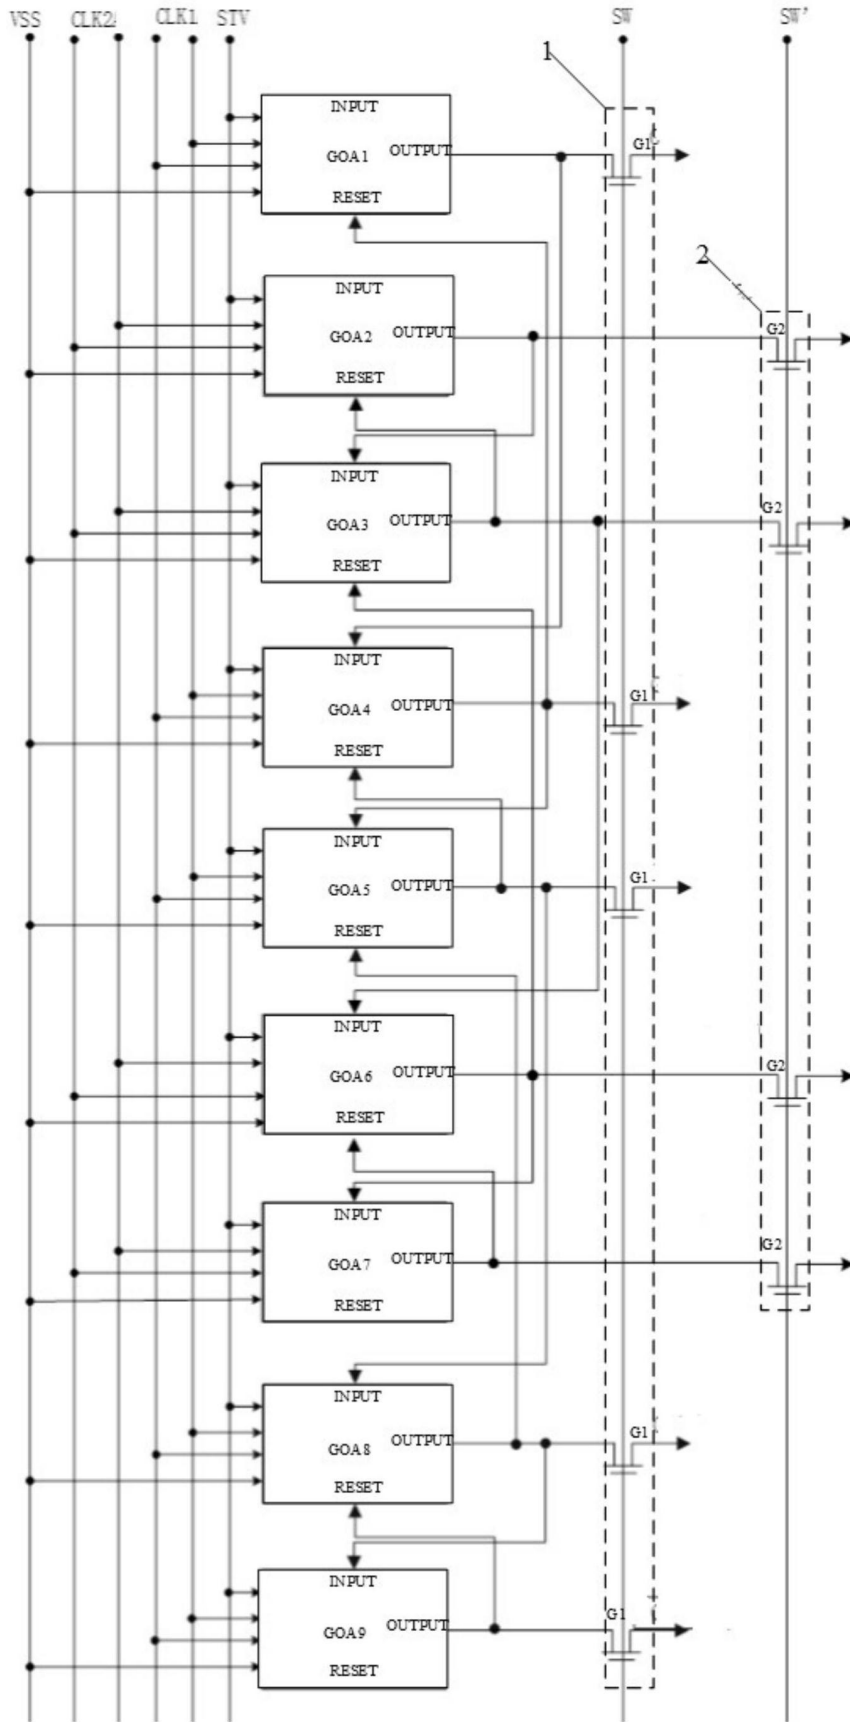 VSS CLK2 CLK1 STV SW SW'
1
INPUT
GOA1 OUTPUT G1
RESET
2
INPUT
GOA2 OUTPUT G2
RESET
INPUT
GOA3 OUTPUT G2
RESET
INPUT
GOA4 OUTPUT G1
RESET
INPUT
GOA5 OUTPUT G1
RESET
INPUT
GOA6 OUTPUT G2
RESET
INPUT
GOA7 OUTPUT G2
RESET
INPUT
GOA8 OUTPUT G1
RESET
INPUT
GOA9 OUTPUT G1
RESET